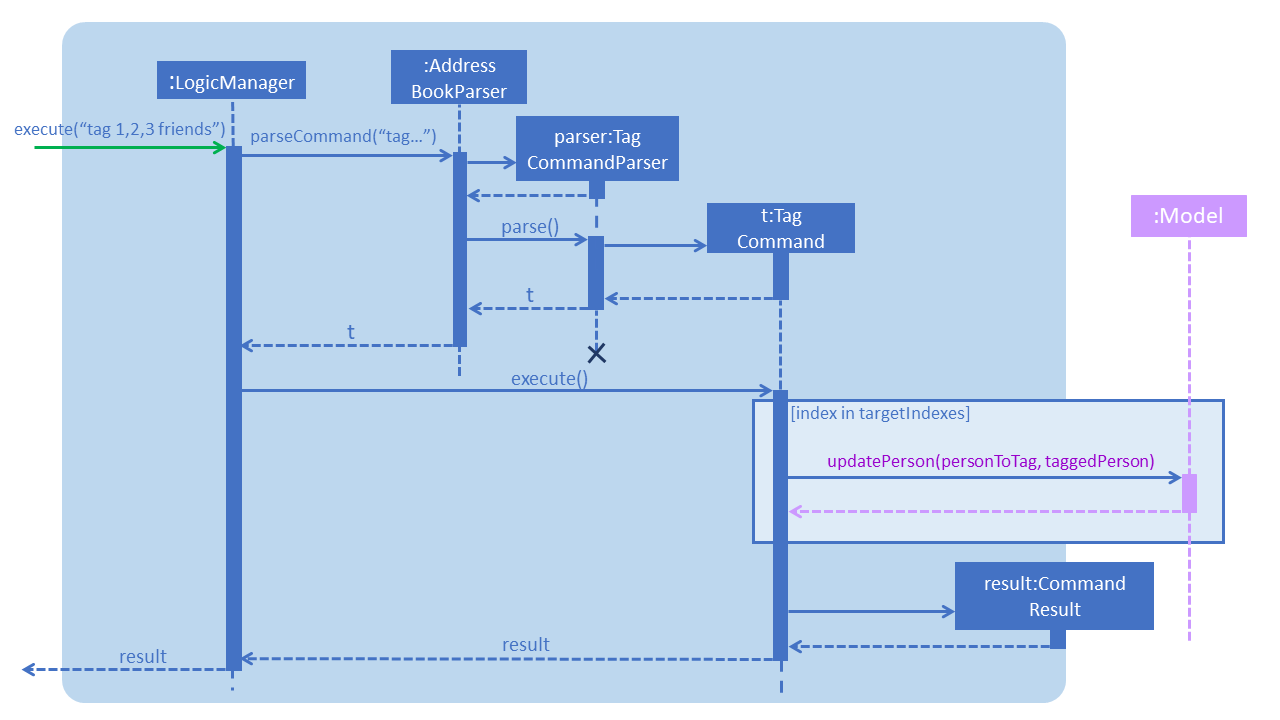 :Address
BookParser
:LogicManager
execute(“tag 1,2,3 friends”)
parseCommand(“tag…”)
parser:Tag
CommandParser
t:Tag
Command
:Model
parse()
t
t
execute()
[index in targetIndexes]
updatePerson(personToTag, taggedPerson)
result:Command
Result
result
result